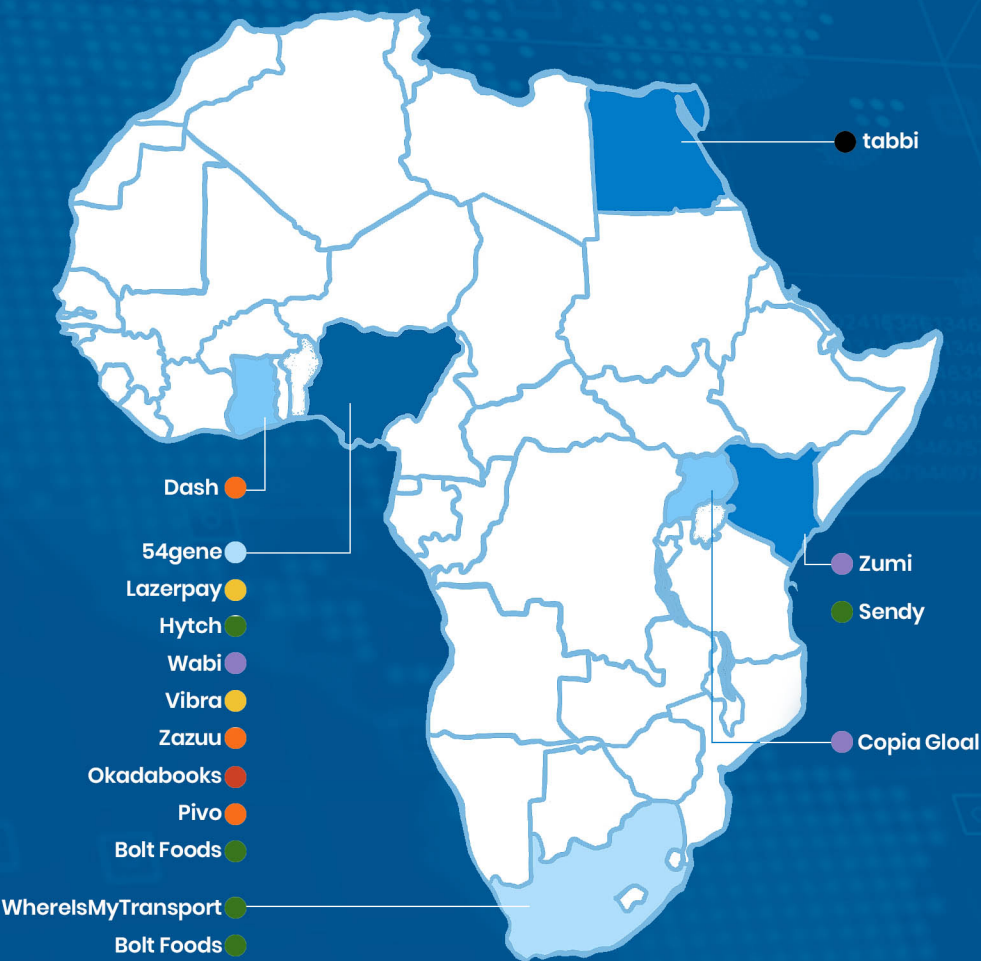 tabbi
Dash
54gene
Lazerpay
Hytch
Wabi
Vibra
Zazuu
Okadabooks
Pivo
Bolt Foods
WhereIsMyTransport
Bolt Foods
Zumi
Sendy
Copia Gloal